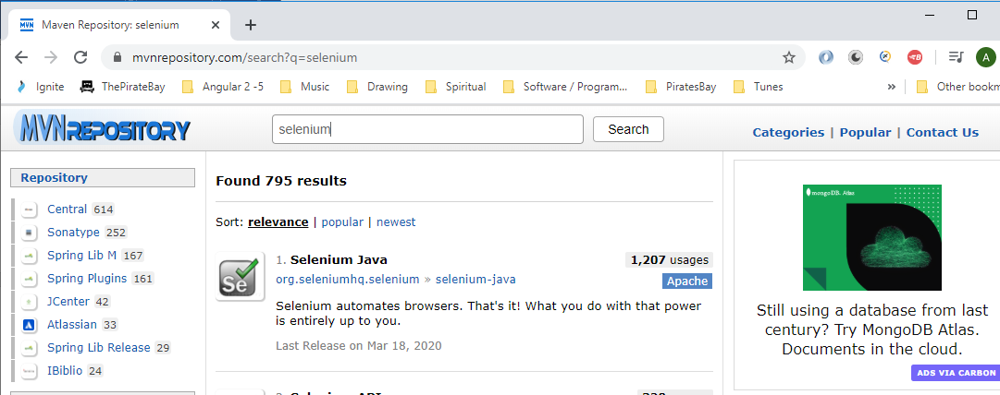 Maven Repository: selenium
mvnrepository.com/search?q=selenium
A
Ignite ThePirateBay Angular 2 -5 Music Drawing Spiritual Software / Program... PiratesBay Tunes » Other bookm
MVNREPOSITORY
selenium
Search
Categories | Popular | Contact Us
Repository
Central 614
Sonatype 252
Spring Lib M 167
Spring Plugins 161
JCenter 42
Atlassian 33
Spring Lib Release 29
IBiblio 24
Found 795 results
Sort: relevance | popular | newest
Se
1. Selenium Java
1,207 usages
org.seleniumhq.selenium » selenium-java
Apache
Selenium automates browsers. That's it! What you do with that power
is entirely up to you.
Last Release on Mar 18, 2020
mongoDB. Atlas
Still using a database from last
century? Try MongoDB Atlas.
Documents in the cloud.
ADS VIA CARBON